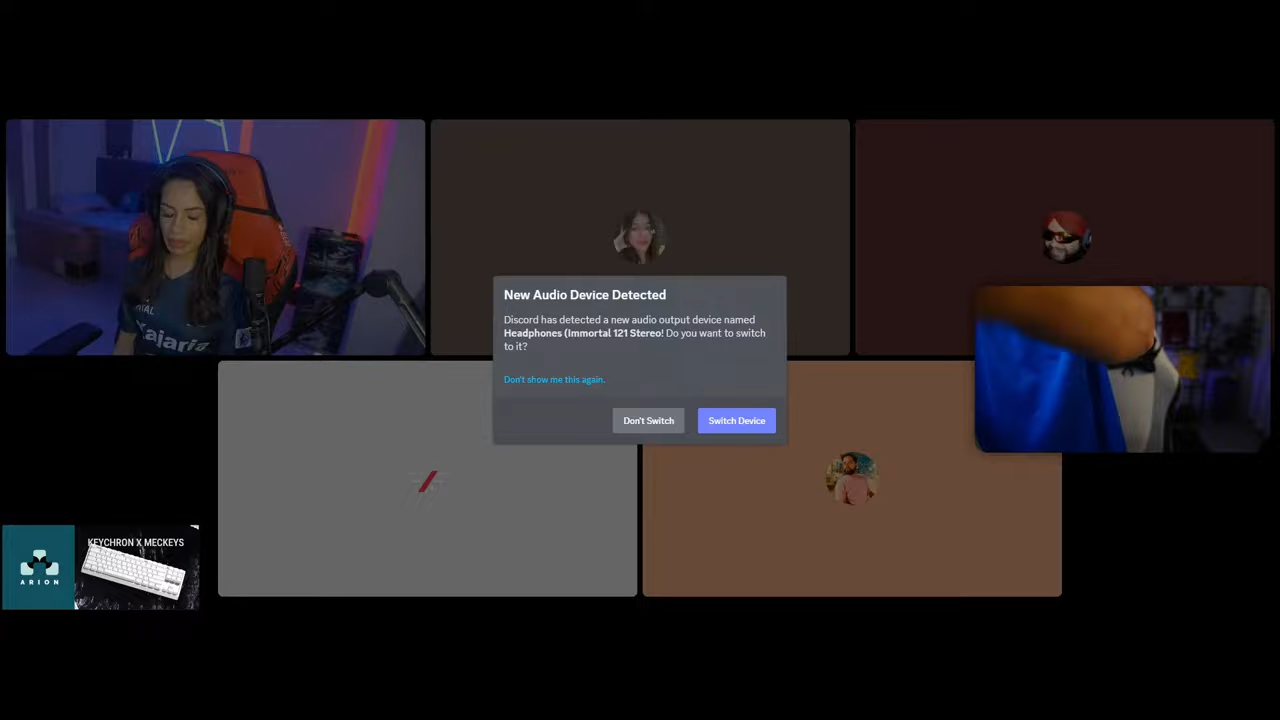 New Audio Device Detected
Discord has detected a new audio output device named
Headphones (Immortal 121 Stereo! Do you want to switch
to it?
Don't show me this again.
Don't Switch
Switch Device
KEYCHRON X MECKEYS
ARION